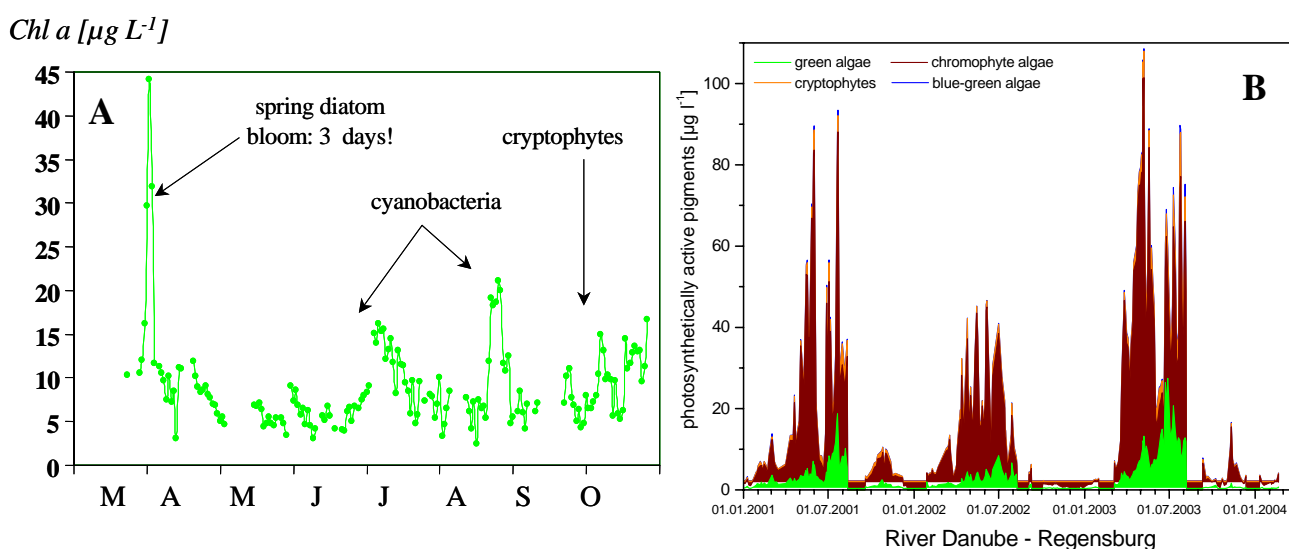 Chl a [µg L-1]
45
40
35
30
25
20
15
10
5
0
A
spring diatom
bloom: 3 days!
cyanobacteria
cryptophytes
M A M J J A S O
B
green algae chromophyte algae
cryptophytes blue-green algae
photosynthetically active pigments [µg l-1]
100
80
60
40
20
0
01.01.2001 01.07.2001 01.01.2002 01.07.2002 01.01.2003 01.07.2003 01.01.2004
River Danube - Regensburg